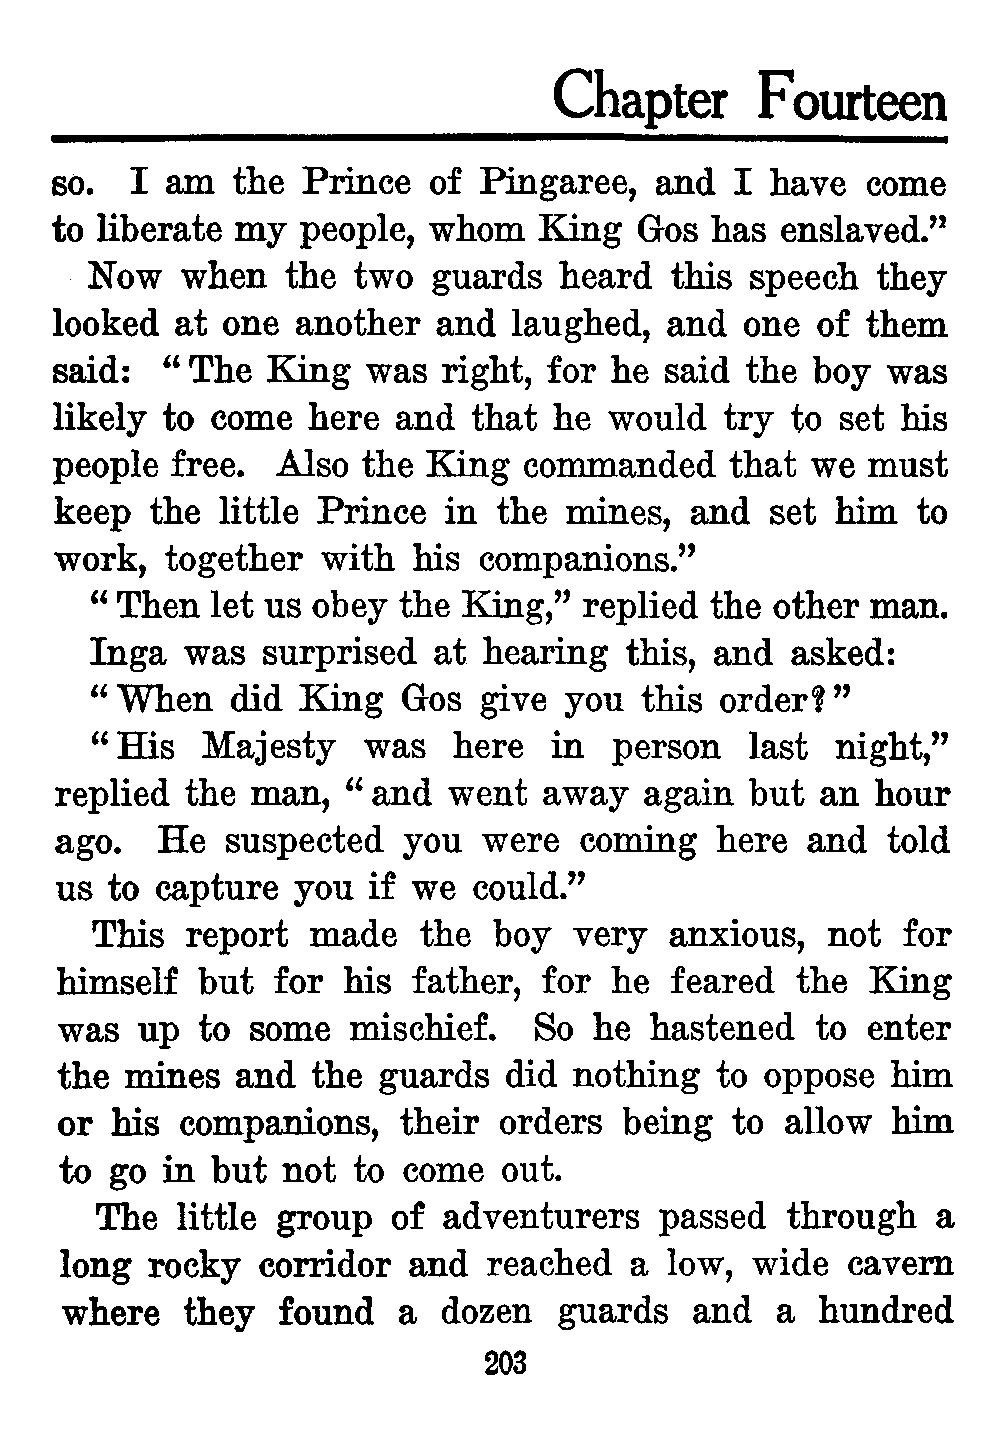 Chapter Fourteen
so. I am the Prince of Pingaree, and I have come
to liberate my people, whom King Gos has enslaved.”
Now when the two guards heard this speech they
looked at one another and laughed, and one of them
said: “The King was right, for he said the boy was
likely to come here and that he would try to set his
people free. Also the King commanded that we must
keep the little Prince in the mines, and set him to
work, together with his companions.”
“Then let us obey the King,” replied the other man.
Inga was surprised at hearing this, and asked:
“When did King Gos give you this order?”
“His Majesty was here in person last night,”
replied the man, “and went away again but an hour
ago. He suspected you were coming here and told
us to capture you if we could.”
This report made the boy very anxious, not for
himself but for his father, for he feared the King
was up to some mischief. So he hastened to enter
the mines and the guards did nothing to oppose him
or his companions, their orders being to allow him
to go in but not to come out.
The little group of adventurers passed through a
long rocky corridor and reached a low, wide cavern
where they found a dozen guards and a hundred
203